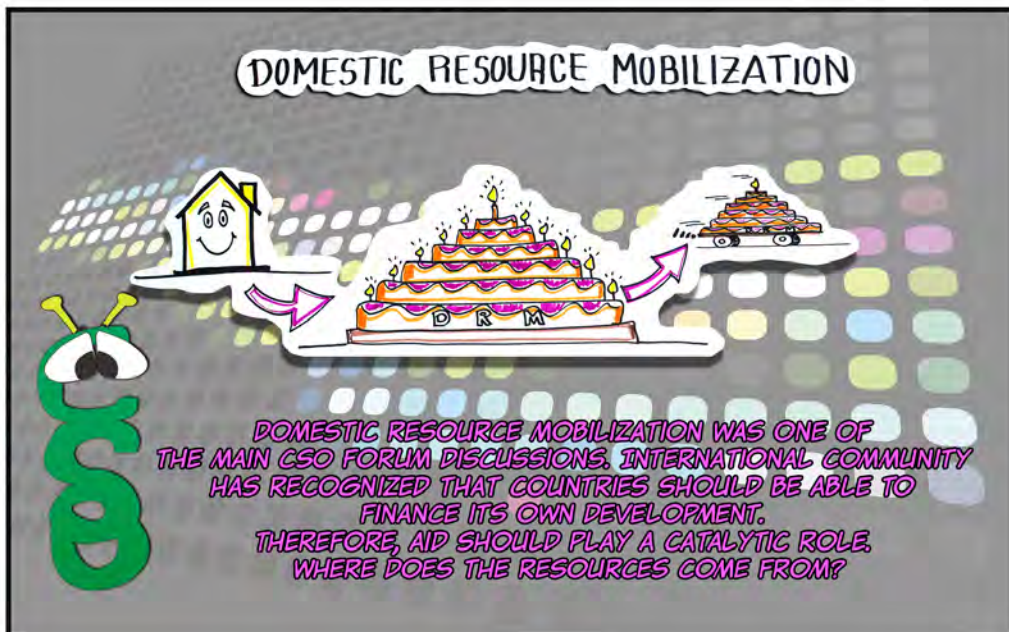 DOMESTIC RESOURCE MOBILIZATION
D R M
CSO
DOMESTIC RESOURCE MOBILIZATION WAS ONE OF
THE MAIN CSO FORUM DISCUSSIONS. INTERNATIONAL COMMUNITY
HAS RECOGNIZED THAT COUNTRIES SHOULD BE ABLE TO
FINANCE ITS OWN DEVELOPMENT.
THEREFORE, AID SHOULD PLAY A CATALYTIC ROLE.
WHERE DOES THE RESOURCES COME FROM?